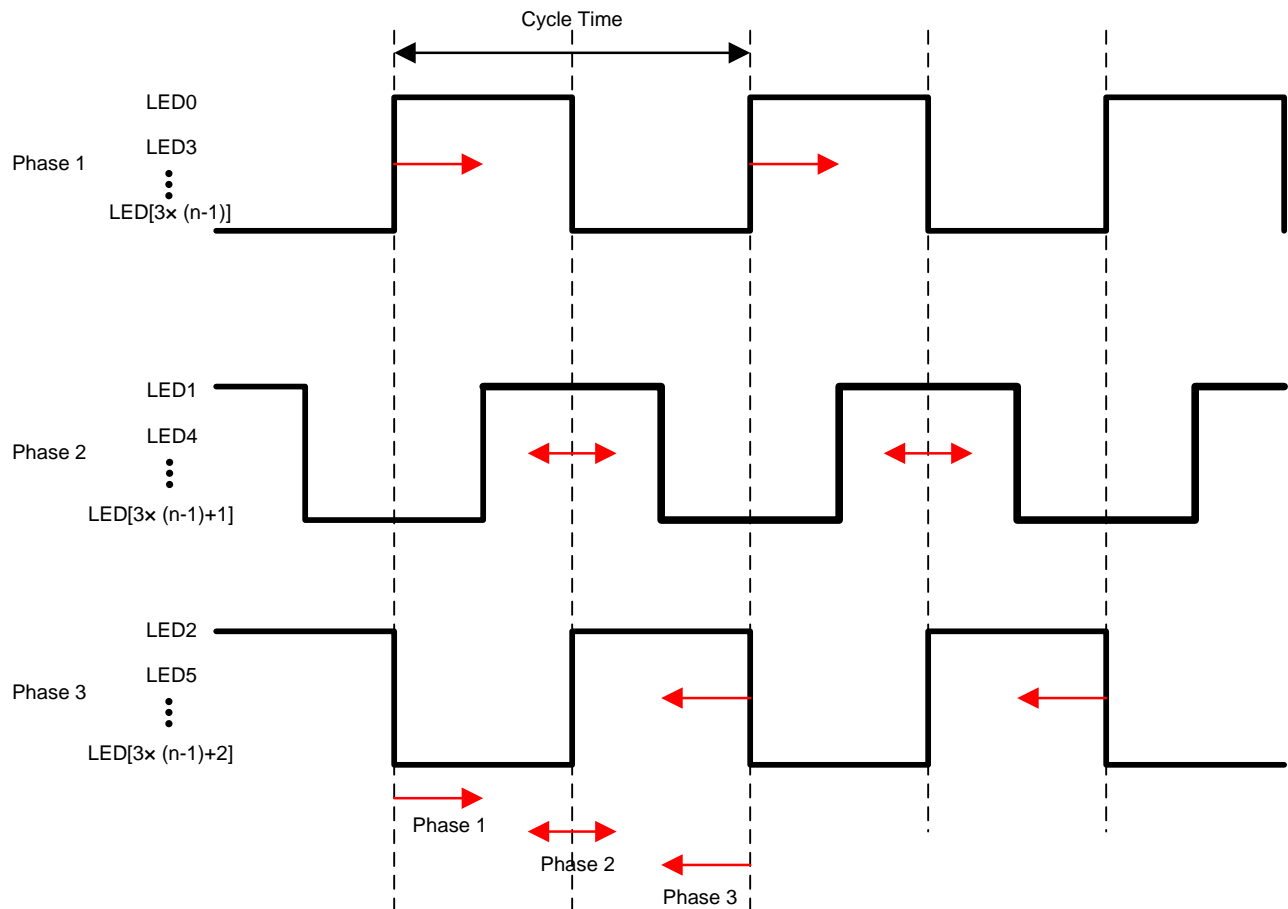 Cycle Time
LED0
LED3
Phase 1
LED[3× (n-1)]
LED1
LED4
Phase 2
LED[3× (n-1)+1]
LED2
LED5
Phase 3
LED[3× (n-1)+2]
Phase 1
Phase 2
Phase 3